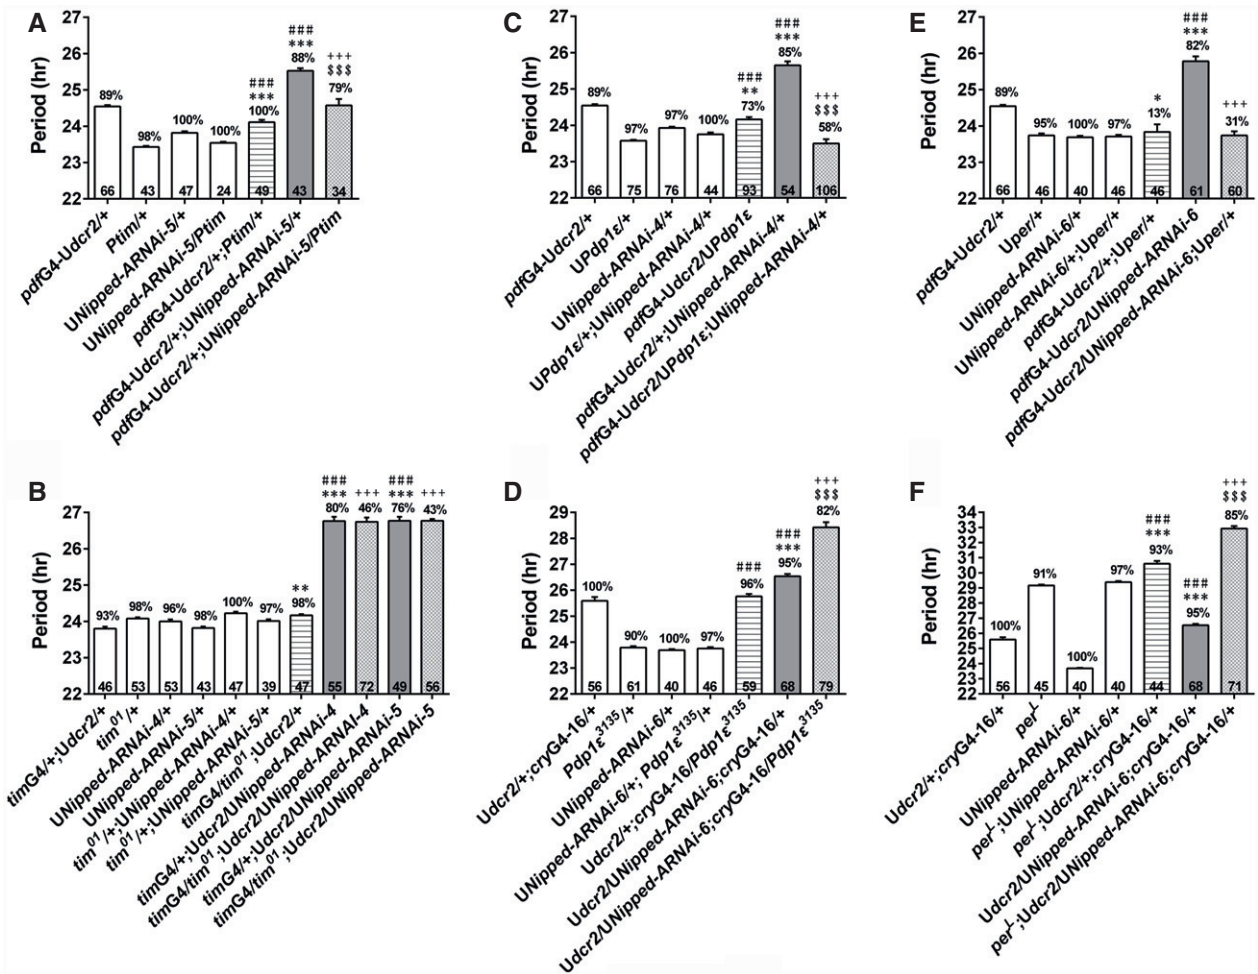 A
Period (hr)
27
26
25
24
23
22
89%
98%
100%
100%
###
***
100%
###
***
88%
+++
$$$
79%
66
43
47
24
49
43
34
pdfG4-Udcr2/+
Ptim/+
UNipped-ARNAi-5/+
UNipped-ARNAi-5/Ptim
pdfG4-Udcr2/+;Ptim/+
pdfG4-Udcr2/+;UNipped-ARNAi-5/+
pdfG4-Udcr2/+;UNipped-ARNAi-5/Ptim
C
Period (hr)
27
26
25
24
23
22
89%
97%
97%
100%
###
**
73%
###
***
85%
+++
$$$
58%
66
75
76
44
93
54
106
pdfG4-Udcr2/+
UPdp1ε/+
UNipped-ARNAi-4/+
UPdp1ε/+;UNipped-ARNAi-4/+
pdfG4-Udcr2/UPdp1ε
pdfG4-Udcr2/+;UNipped-ARNAi-4/+
pdfG4-Udcr2/UPdp1ε;UNipped-ARNAi-4/+
E
Period (hr)
27
26
25
24
23
22
89%
95%
100%
97%
*
13%
###
***
82%
+++
31%
66
46
40
46
46
61
60
pdfG4-Udcr2/+
Uper/+
UNipped-ARNAi-6/+
UNipped-ARNAi-6/+;Uper/+
pdfG4-Udcr2/+;Uper/+
pdfG4-Udcr2/UNipped-ARNAi-6
pdfG4-Udcr2/UNipped-ARNAi-6;Uper/+
B
Period (hr)
27
26
25
24
23
22
93%
98%
96%
98%
100%
97%
**
98%
###
***
80%
+++
46%
###
***
76%
+++
43%
46
53
53
43
47
39
47
55
72
49
56
timG4/+;Udcr2/+
tim01/+
UNipped-ARNAi-4/+
UNipped-ARNAi-5/+
tim01/+;UNipped-ARNAi-4/+
tim01/+;UNipped-ARNAi-5/+
timG4/tim01;Udcr2/+
timG4/+;Udcr2/UNipped-ARNAi-4
timG4/tim01;Udcr2/UNipped-ARNAi-4
timG4/+;Udcr2/UNipped-ARNAi-5
timG4/tim01;Udcr2/UNipped-ARNAi-5
D
Period (hr)
29
28
27
26
25
24
23
22
100%
90%
100%
97%
###
96%
###
***
95%
+++
$$$
82%
56
61
40
46
59
68
79
Udcr2/+;cryG4-16/+
Pdp1ε3135/+
UNipped-ARNAi-6/+
UNipped-ARNAi-6/+; Pdp1ε3135/+
Udcr2/+;cryG4-16/Pdp1ε3135
Udcr2/UNipped-ARNAi-6;cryG4-16/+
Udcr2/UNipped-ARNAi-6;cryG4-16/Pdp1ε3135
F
Period (hr)
34
33
32
31
30
29
28
27
26
25
24
23
22
100%
91%
100%
97%
###
***
93%
###
***
95%
+++
$$$
85%
56
45
40
40
44
68
71
Udcr2/+;cryG4-16/+
perL
UNipped-ARNAi-6/+
perL;UNipped-ARNAi-6/+
perL;Udcr2/+;cryG4-16/+
Udcr2/UNipped-ARNAi-6;cryG4-16/+
perL;Udcr2/UNipped-ARNAi-6;cryG4-16/+